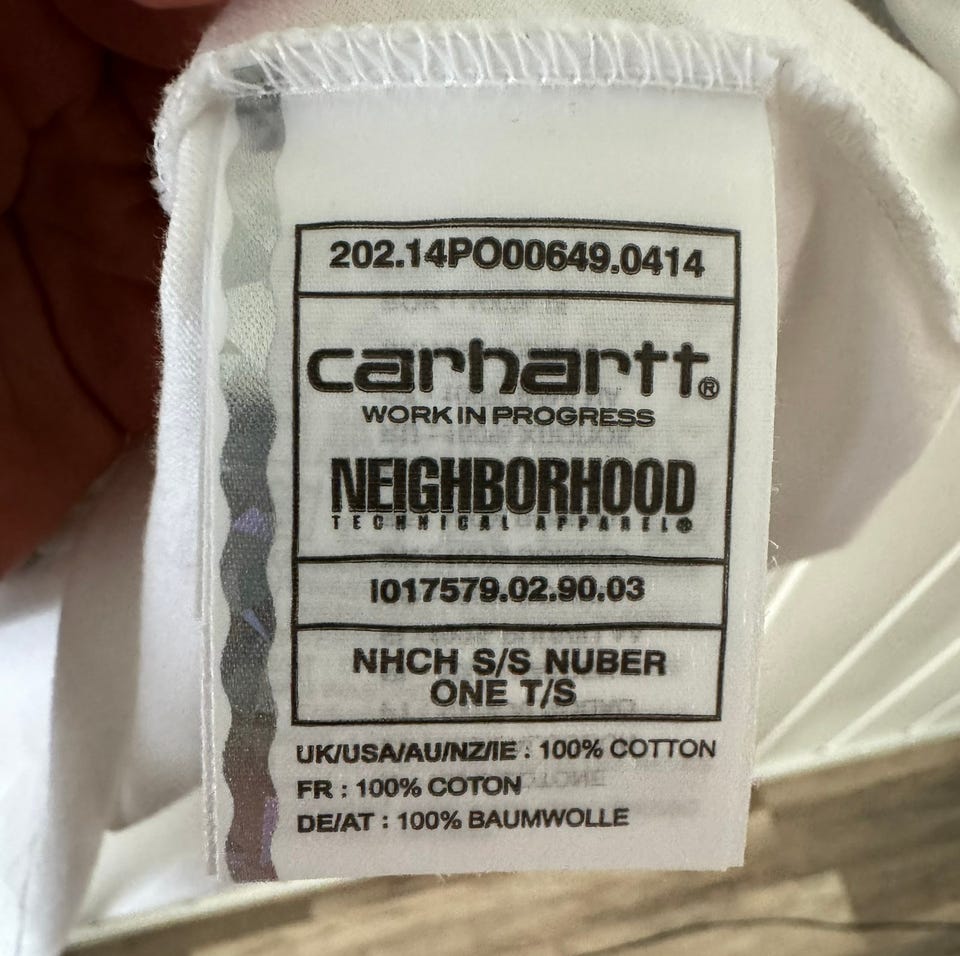 202.14PO00649.0414
carhartt®
WORK IN PROGRESS
NEIGHBORHOOD
TECHNICAL APPAREL
I017579.02.90.03
NHCH S/S NUBER
ONE T/S
UK/USA/AU/NZ/IE : 100% COTTON
FR : 100% COTON
DE/AT : 100% BAUMWOLLE